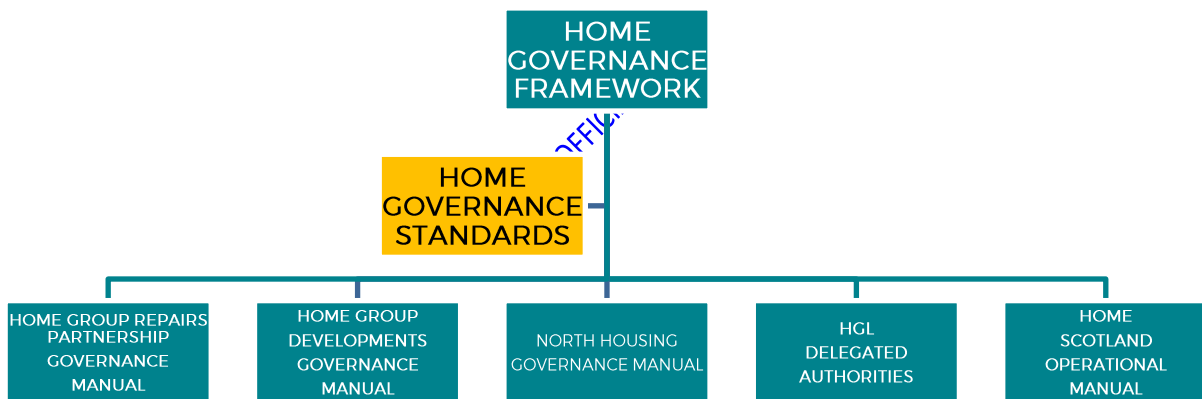 HOME
GOVERNANCE
FRAMEWORK
HOME
GOVERNANCE
STANDARDS
HOME GROUP REPAIRS
PARTNERSHIP
GOVERNANCE
MANUAL
HOME GROUP
DEVELOPMENTS
GOVERNANCE
MANUAL
NORTH HOUSING
GOVERNANCE MANUAL
HGL
DELEGATED
AUTHORITIES
HOME
SCOTLAND
OPERATIONAL
MANUAL